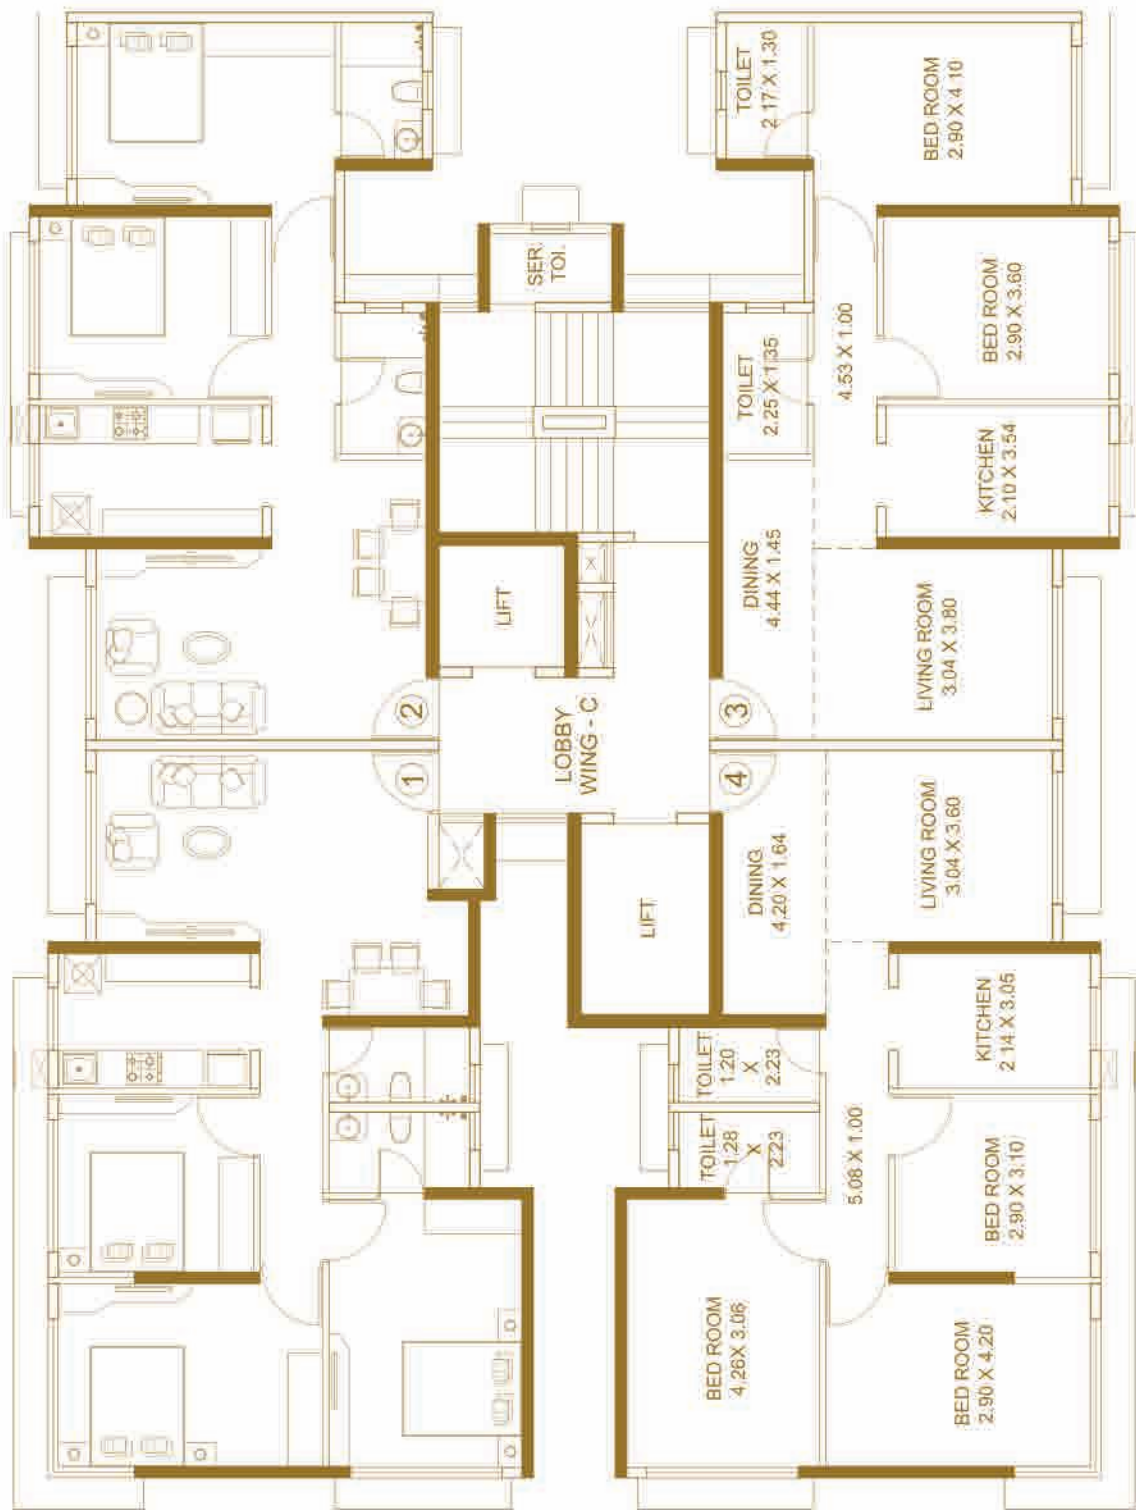 TOILET
2.17 X 1.30
BED ROOM
2.90 X 4.10
SER.
TOI.
BED ROOM
2.90 X 3.60
TOILET
2.25 X 1.35
4.53 X 1.00
KITCHEN
2.10 X 3.54
LIFT
DINING
4.44 X 1.45
LIVING ROOM
3.04 X 3.80
2
3
LOBBY
WING - C
1
4
LIFT
DINING
4.20 X 1.64
LIVING ROOM
3.04 X 3.60
KITCHEN
2.14 X 3.05
TOILET
1.20
X
2.23
TOILET
1.28
X
2.23
5.08 X 1.00
BED ROOM
2.90 X 3.10
BED ROOM
4.26X 3.06
BED ROOM
2.90 X 4.20